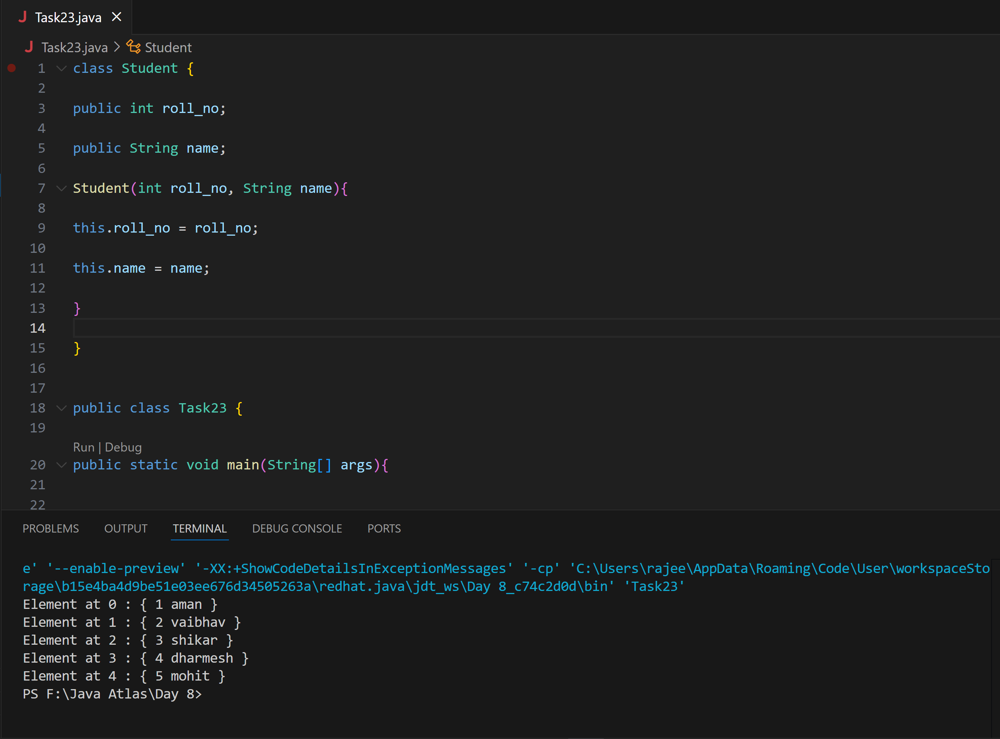 J Task23.java ×
J Task23.java > Student
1 class Student {
2
3 public int roll_no;
4
5 public String name;
6
7 Student(int roll_no, String name){
8
9 this.roll_no = roll_no;
10
11 this.name = name;
12
13 }
14
15 }
16
17
18 public class Task23 {
19
Run | Debug
20 public static void main(String[] args){
21
22
PROBLEMS OUTPUT TERMINAL DEBUG CONSOLE PORTS
e' '--enable-preview' '-XX:+ShowCodeDetailsInExceptionMessages' '-cp' 'C:\Users\rajee\AppData\Roaming\Code\User\workspaceSto
rage\b15e4ba4d9be51e03ee676d34505263a\redhat.java\jdt_ws\Day 8_c74c2d0d\bin' 'Task23'
Element at 0 : { 1 aman }
Element at 1 : { 2 vaibhav }
Element at 2 : { 3 shikar }
Element at 3 : { 4 dharmesh }
Element at 4 : { 5 mohit }
PS F:\Java Atlas\Day 8>